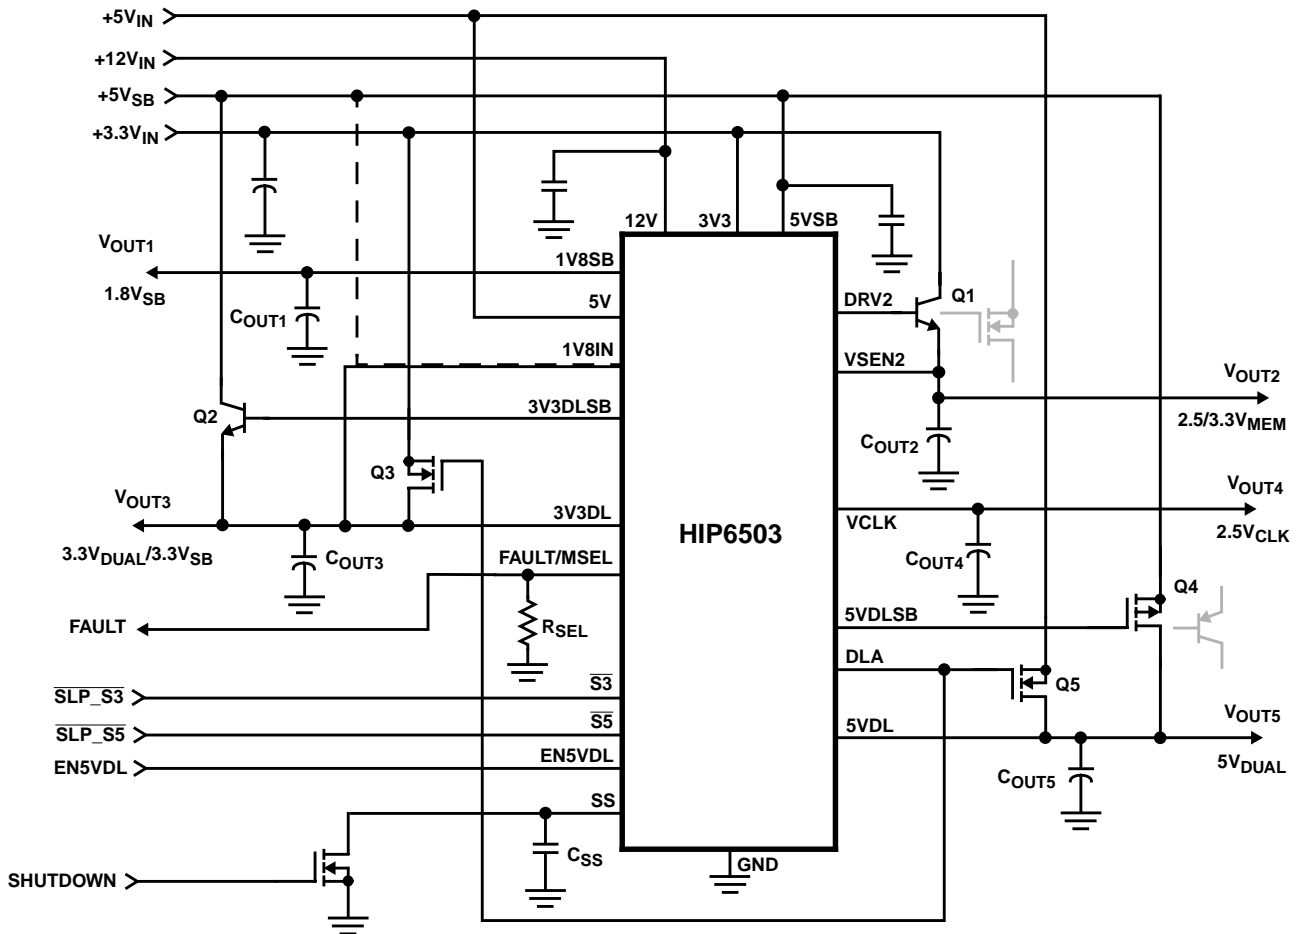 +5VIN
+12VIN
+5VSB
+3.3VIN
12V
3V3
5VSB
VOUT1
1V8SB
1.8VSB
5V
COUT1
DRV2
Q1
1V8IN
VSEN2
VOUT2
Q2
3V3DLSB
2.5/3.3VMEM
COUT2
Q3
VOUT3
3V3DL
VOUT4
VCLK
HIP6503
2.5VCLK
3.3VDUAL/3.3VSB
COUT3
FAULT/MSEL
COUT4
Q4
FAULT
RSEL
5VDLSB
DLA
SLP_S3
S3
Q5
SLP_S5
S5
5VDL
VOUT5
EN5VDL
EN5VDL
5VDUAL
COUT5
SS
CSS
GND
SHUTDOWN